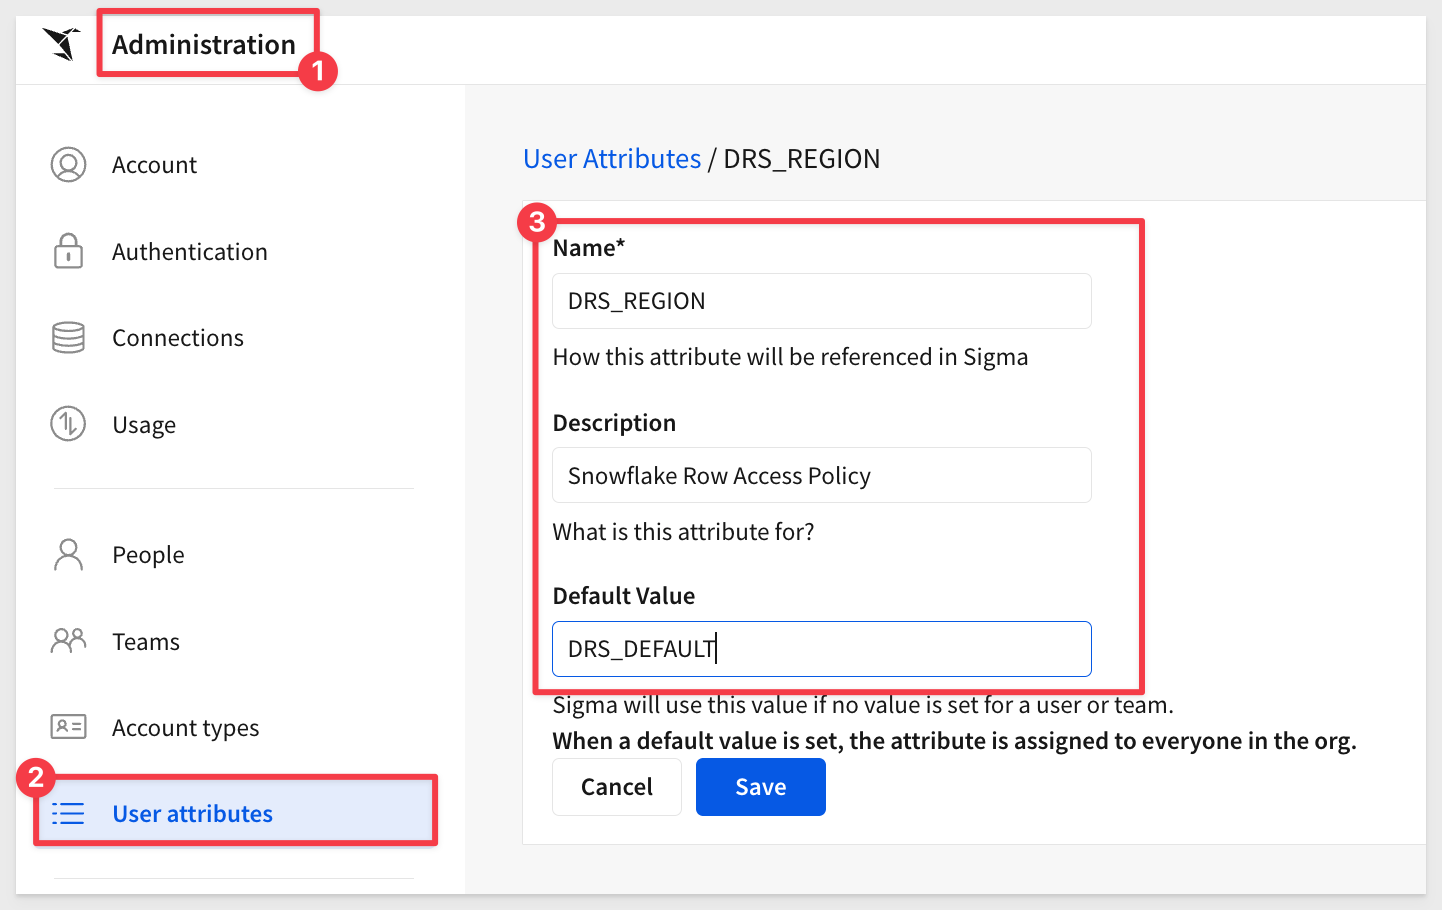 Administration
1
Account
Authentication
Connections
Usage
People
Teams
Account types
2
User attributes
User Attributes / DRS_REGION
3
Name*
DRS_REGION
How this attribute will be referenced in Sigma
Description
Snowflake Row Access Policy
What is this attribute for?
Default Value
DRS_DEFAULT
Sigma will use this value if no value is set for a user or team.
When a default value is set, the attribute is assigned to everyone in the org.
Cancel
Save